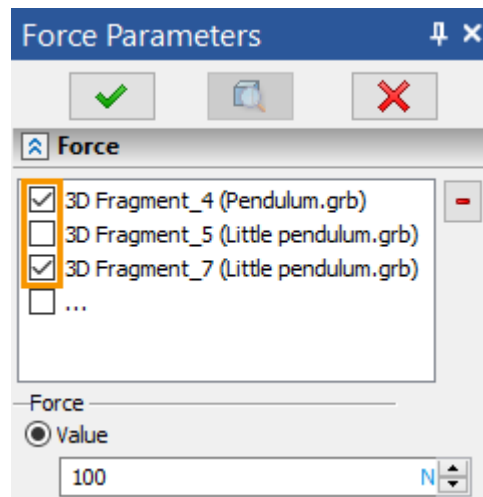 Force Parameters
Force
3D Fragment_4 (Pendulum.grb)
3D Fragment_5 (Little pendulum.grb)
3D Fragment_7 (Little pendulum.grb)
...
Force
Value
100 N